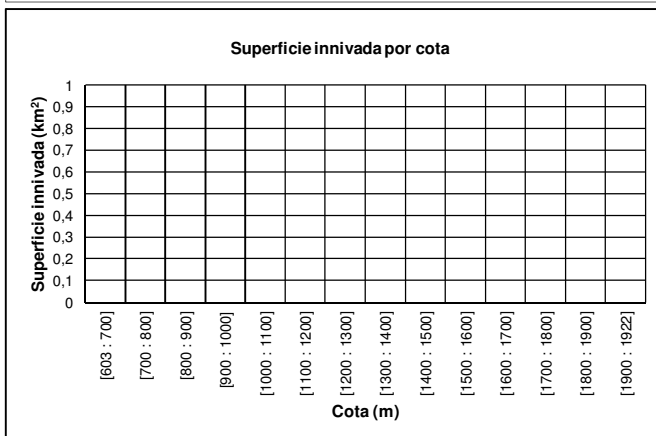 Superficie innivada por cota
Superficie innivada (km²)
1
0,9
0,8
0,7
0,6
0,5
0,4
0,3
0,2
0,1
0
[603 : 700]
[700 : 800]
[800 : 900]
[900 : 1000]
[1000 : 1100]
[1100 : 1200]
[1200 : 1300]
[1300 : 1400]
[1400 : 1500]
[1500 : 1600]
[1600 : 1700]
[1700 : 1800]
[1800 : 1900]
[1900 : 1922]
Cota (m)